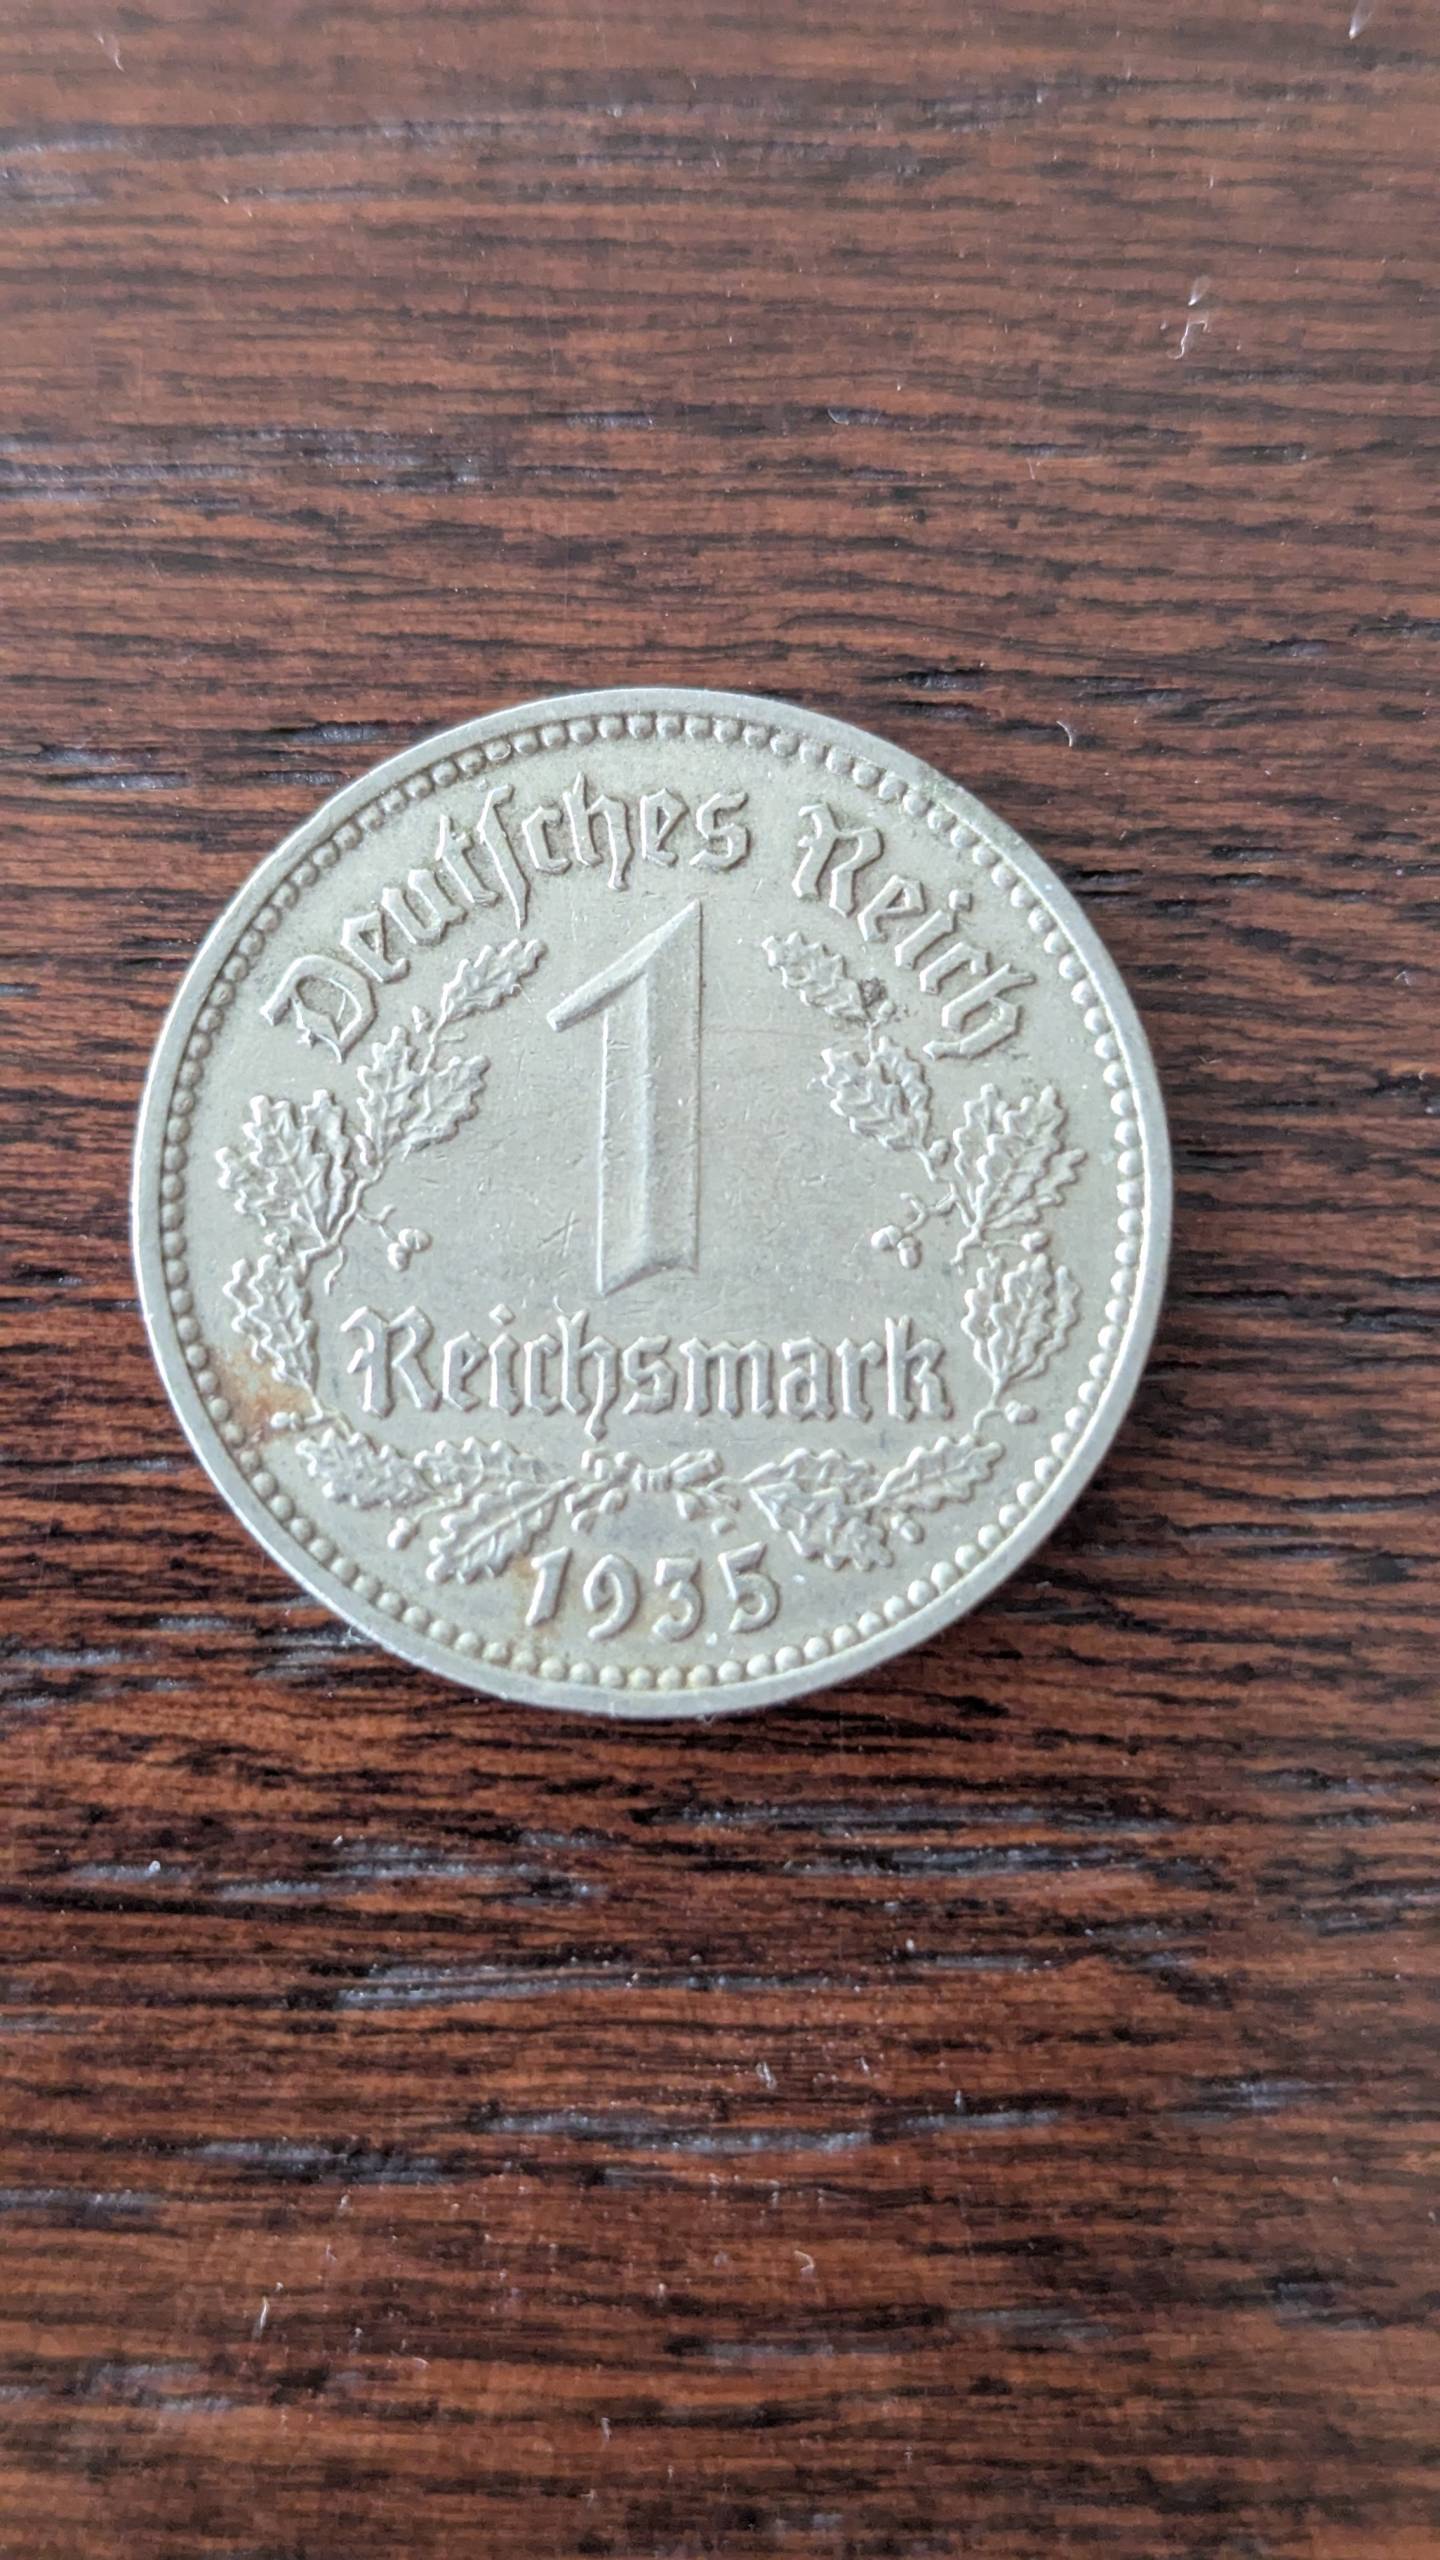 Deutſches Reich
1
Reichsmark
1935